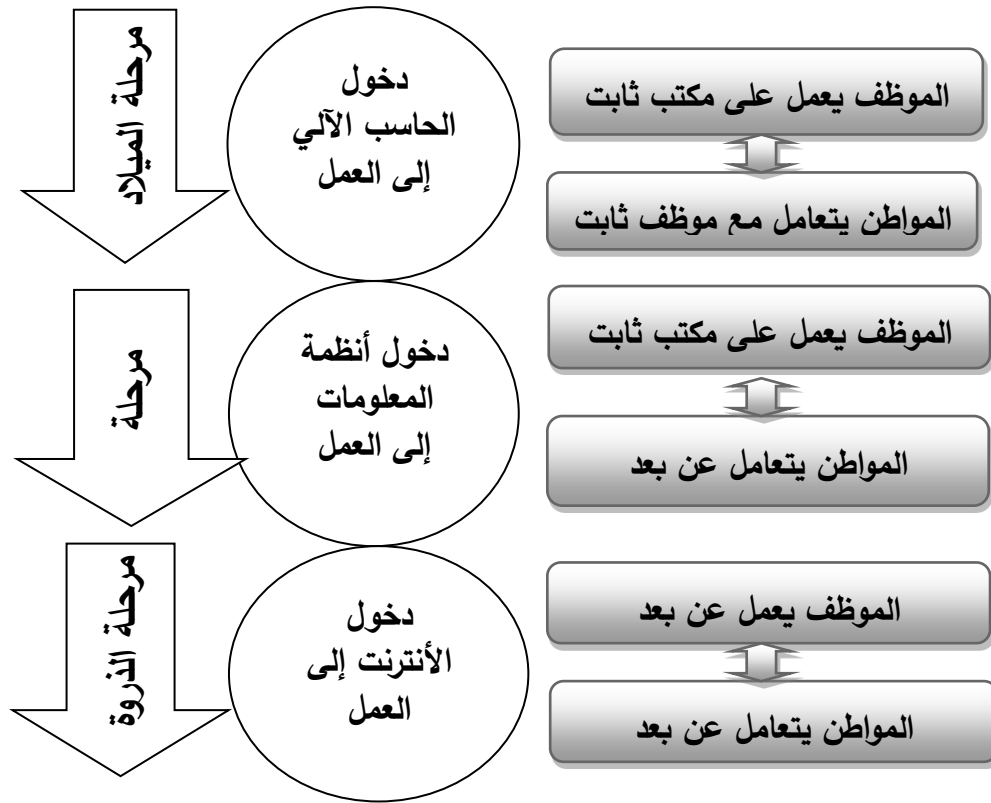 الموظف يعمل على مكتب ثابت
المواطن يتعامل مع موظف ثابت
دخول
الحاسب الآلي
إلى العمل
مرحلة الميلاد
الموظف يعمل على مكتب ثابت
المواطن يتعامل عن بعد
دخول أنظمة
المعلومات
إلى العمل
مرحلة
الموظف يعمل عن بعد
المواطن يتعامل عن بعد
دخول
الأنترنت إلى
العمل
مرحلة الذروة